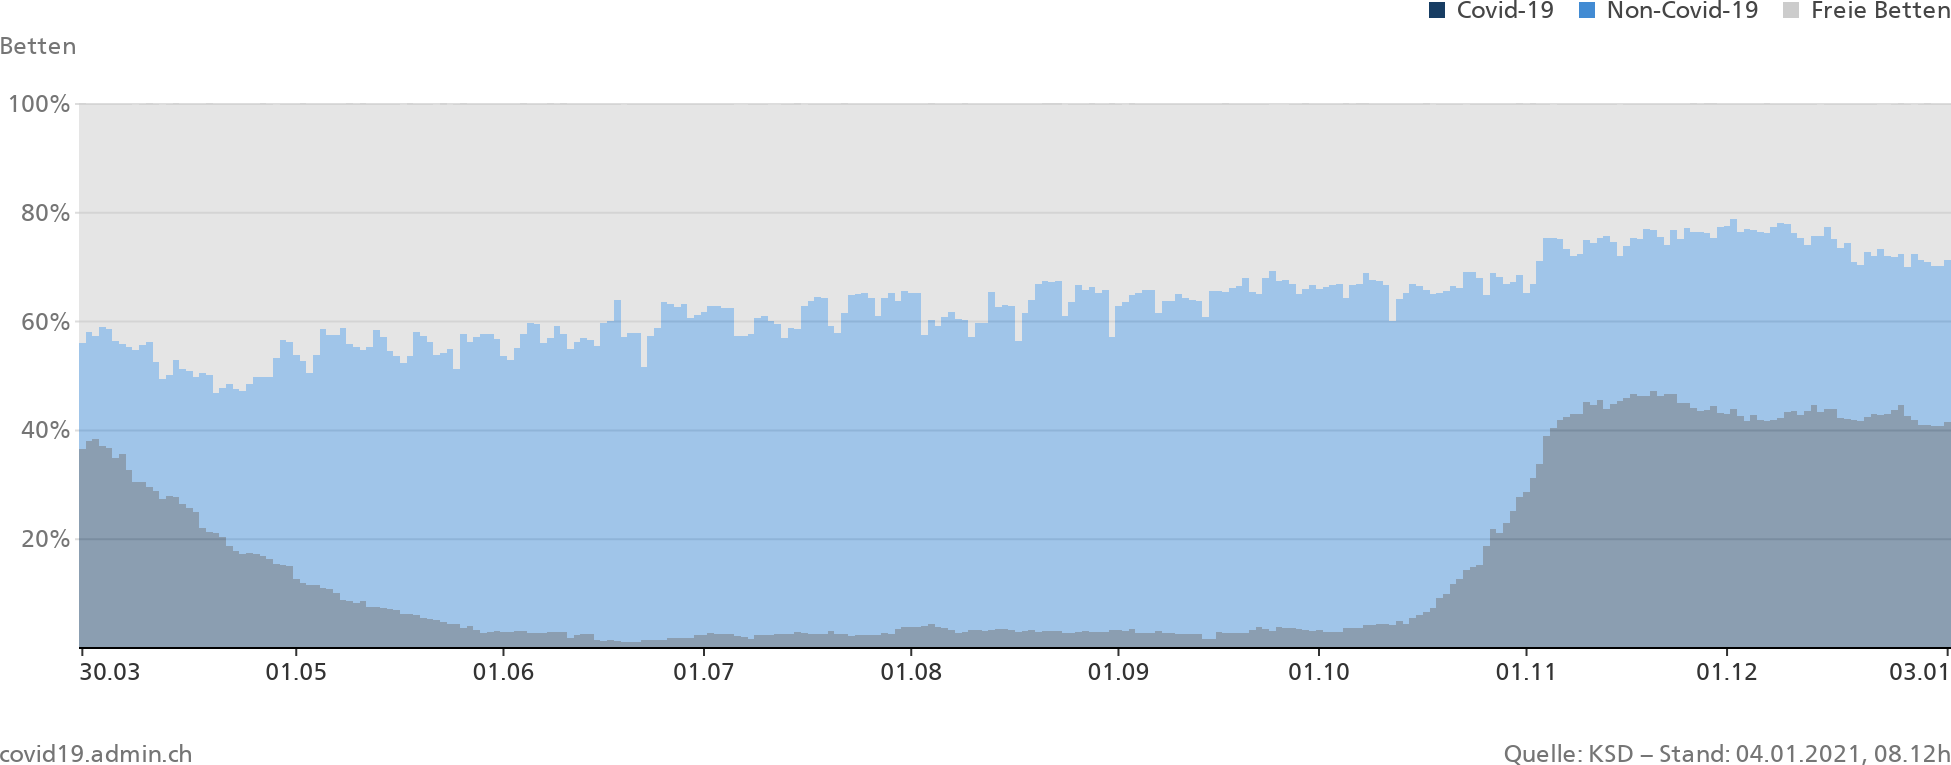 Covid-19 Non-Covid-19 Freie Betten
Betten
100%
80%
60%
40%
20%
30.03 01.05 01.06 01.07 01.08 01.09 01.10 01.11 01.12 03.01
covid19.admin.ch Quelle: KSD – Stand: 04.01.2021, 08.12h